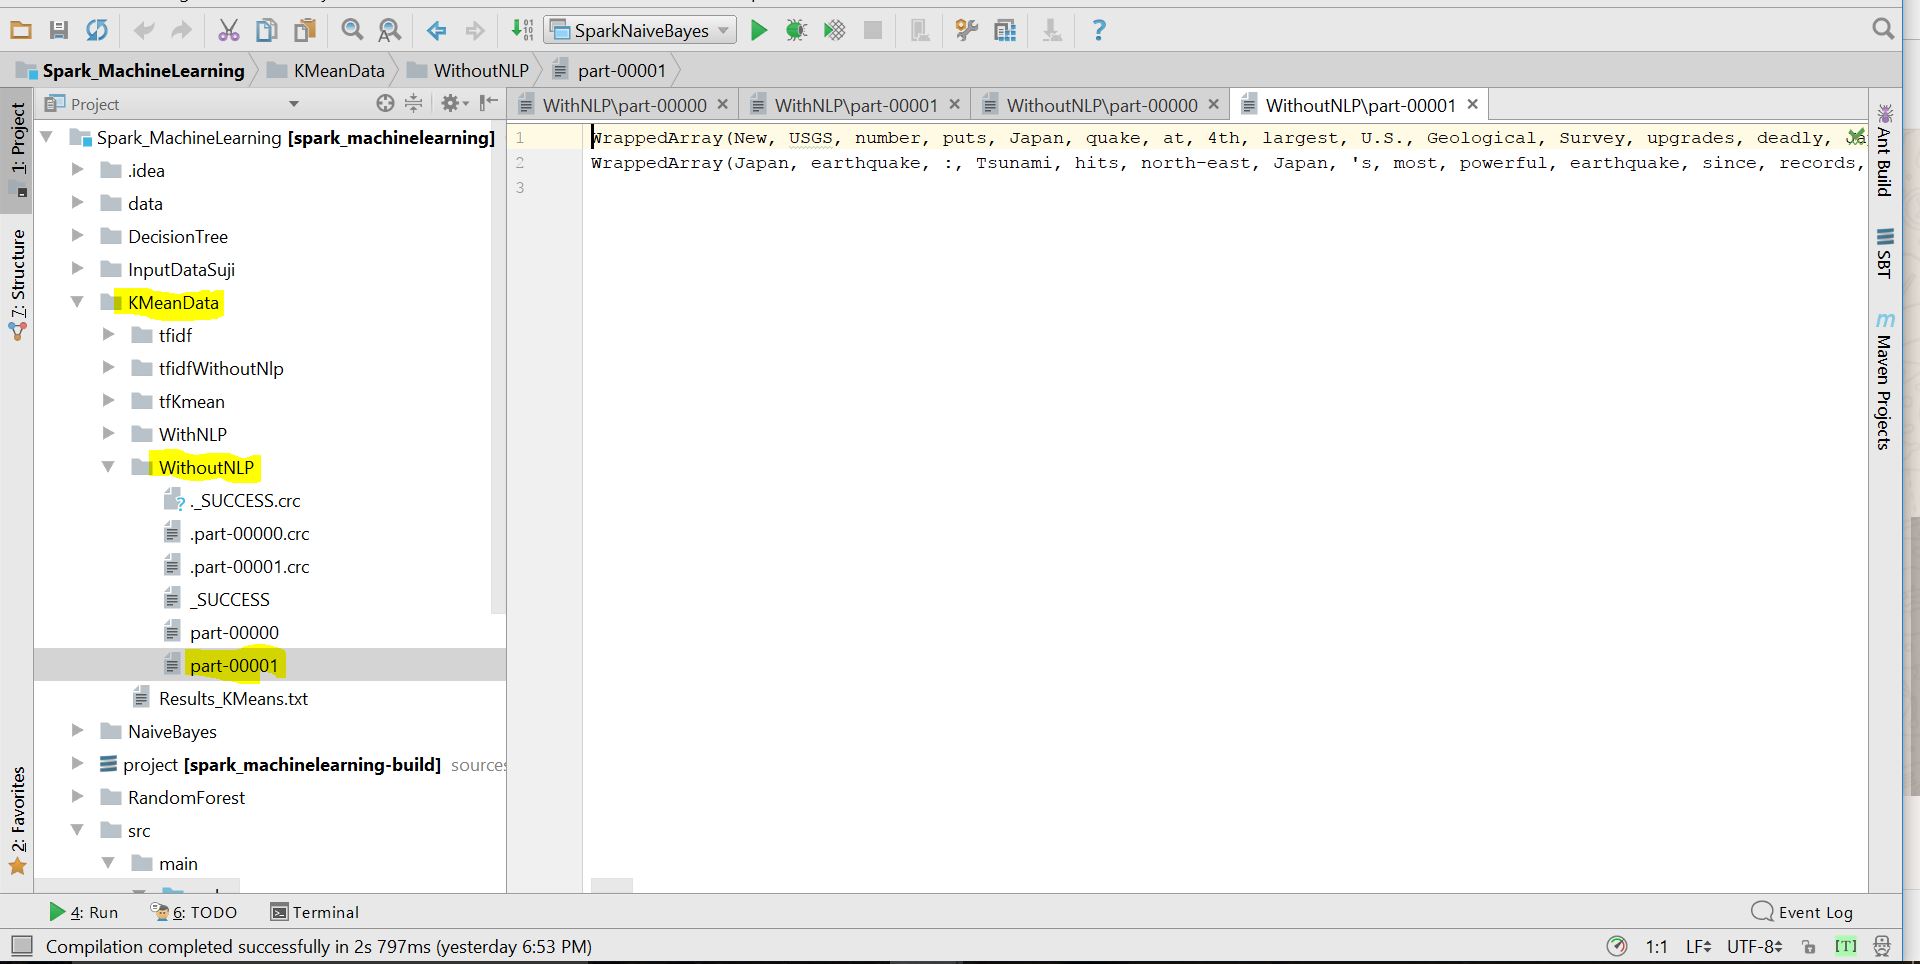 SparkNaiveBayes
Spark_MachineLearning KMeanData WithoutNLP part-00001
1: Project
7: Structure
2: Favorites
Project
Spark_MachineLearning [spark_machinelearning]
.idea
data
DecisionTree
InputDataSuji
KMeanData
tfidf
tfidfWithoutNlp
tfKmean
WithNLP
WithoutNLP
._SUCCESS.crc
.part-00000.crc
.part-00001.crc
_SUCCESS
part-00000
part-00001
Results_KMeans.txt
NaiveBayes
project [spark_machinelearning-build] sources
RandomForest
src
main
WithNLP\part-00000 WithNLP\part-00001 WithoutNLP\part-00000 WithoutNLP\part-00001
1 WrappedArray(New, USGS, number, puts, Japan, quake, at, 4th, largest, U.S., Geological, Survey, upgrades, deadly,
2 WrappedArray(Japan, earthquake, :, Tsunami, hits, north-east, Japan, 's, most, powerful, earthquake, since, records,
3
Ant Build
SBT
Maven Projects
4: Run 6: TODO Terminal Event Log
Compilation completed successfully in 2s 797ms (yesterday 6:53 PM) 1:1 LF UTF-8 [T]